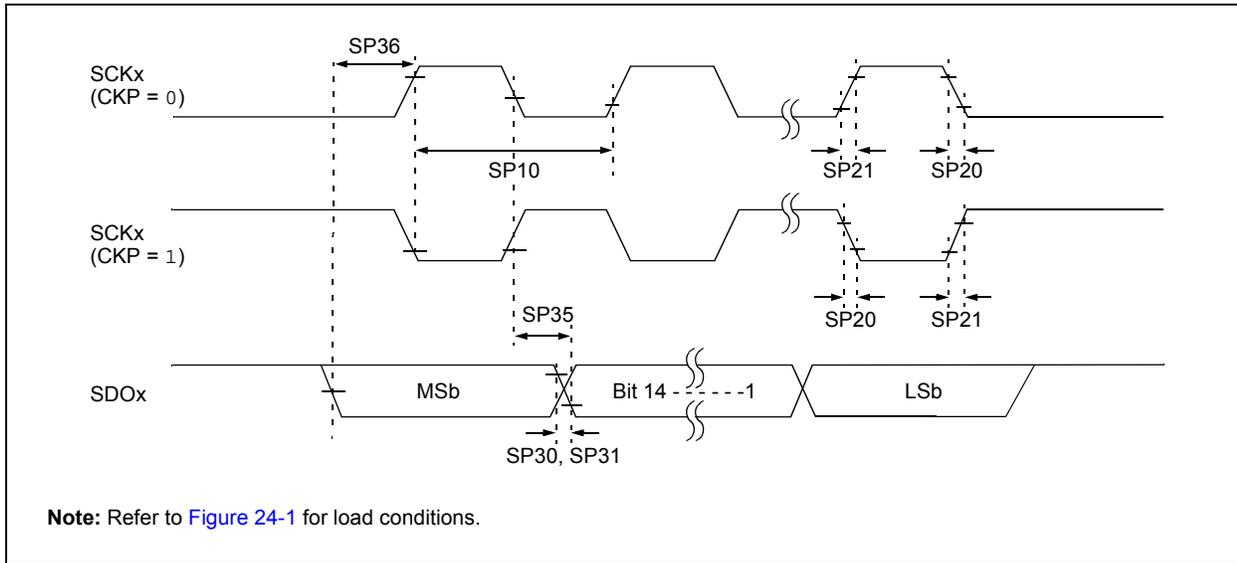 SP36
SCKx
(CKP = 0)
SP10
SP21
SP20
SCKx
(CKP = 1)
SP35
SP20
SP21
SDOx
MSb
Bit 14 - - - - - -1
LSb
SP30, SP31
Note: Refer to Figure 24-1 for load conditions.